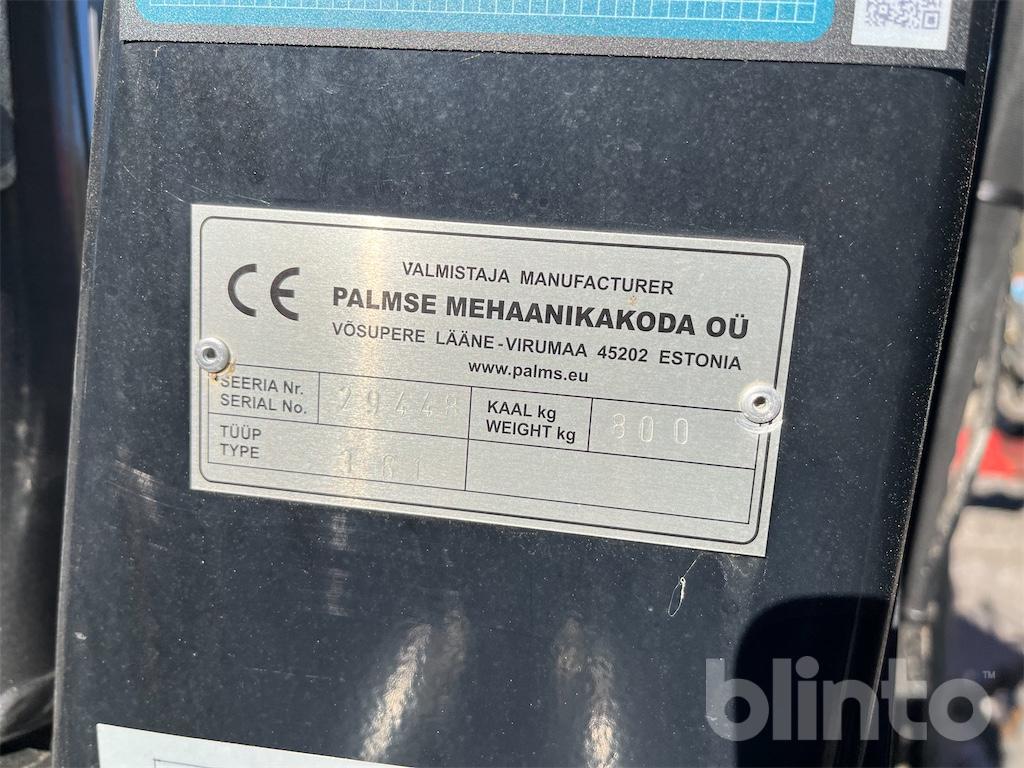 CE
VALMISTAJA MANUFACTURER
PALMSE MEHAANIKAKODA OÜ
VÕSUPERE LÄÄNE-VIRUMAA 45202 ESTONIA
www.palms.eu
SEERIA Nr.
SERIAL No.
29448
KAAL kg
WEIGHT kg
800
TÜÜP
TYPE
blinto™